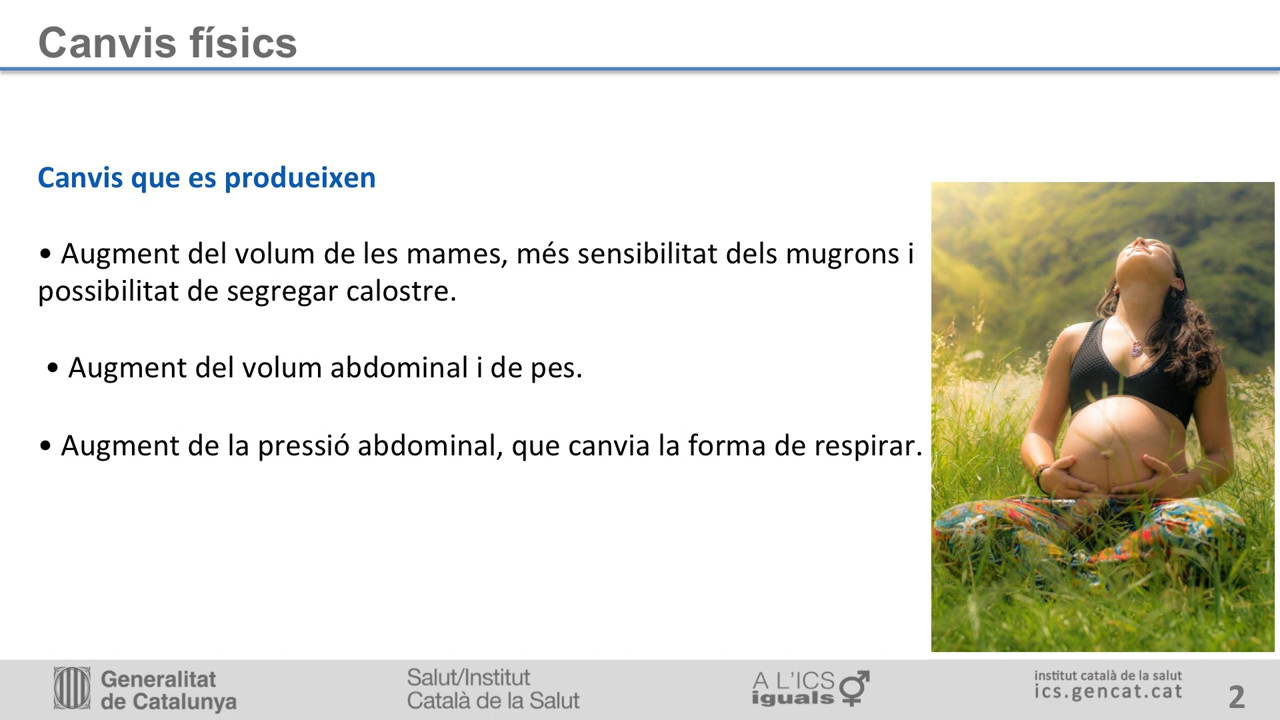 Canvis físics
Canvis que es produeixen
• Augment del volum de les mames, més sensibilitat dels mugrons i
possibilitat de segregar calostre.
• Augment del volum abdominal i de pes.
• Augment de la pressió abdominal, que canvia la forma de respirar.
Generalitat
de Catalunya
Salut/Institut
Català de la Salut
A L'ICS
iguals
institut català de la salut
ics.gencat.cat
2